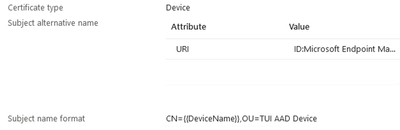 Certificate type Device
Subject alternative name
Attribute Value
URI ID:Microsoft Endpoint Ma...
Subject name format CN={{DeviceName}},OU=TUI AAD Device